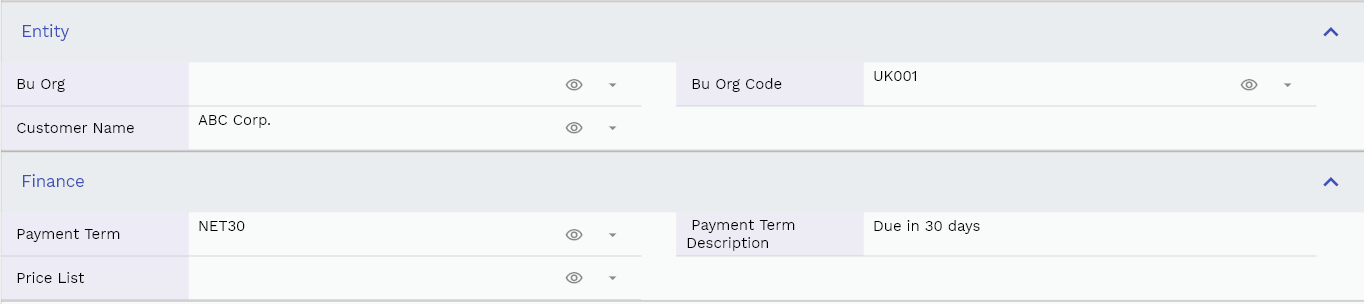 Entity
Bu Org
Bu Org Code
UK001
Customer Name
ABC Corp.
Finance
Payment Term
NET30
Payment Term
Description
Due in 30 days
Price List